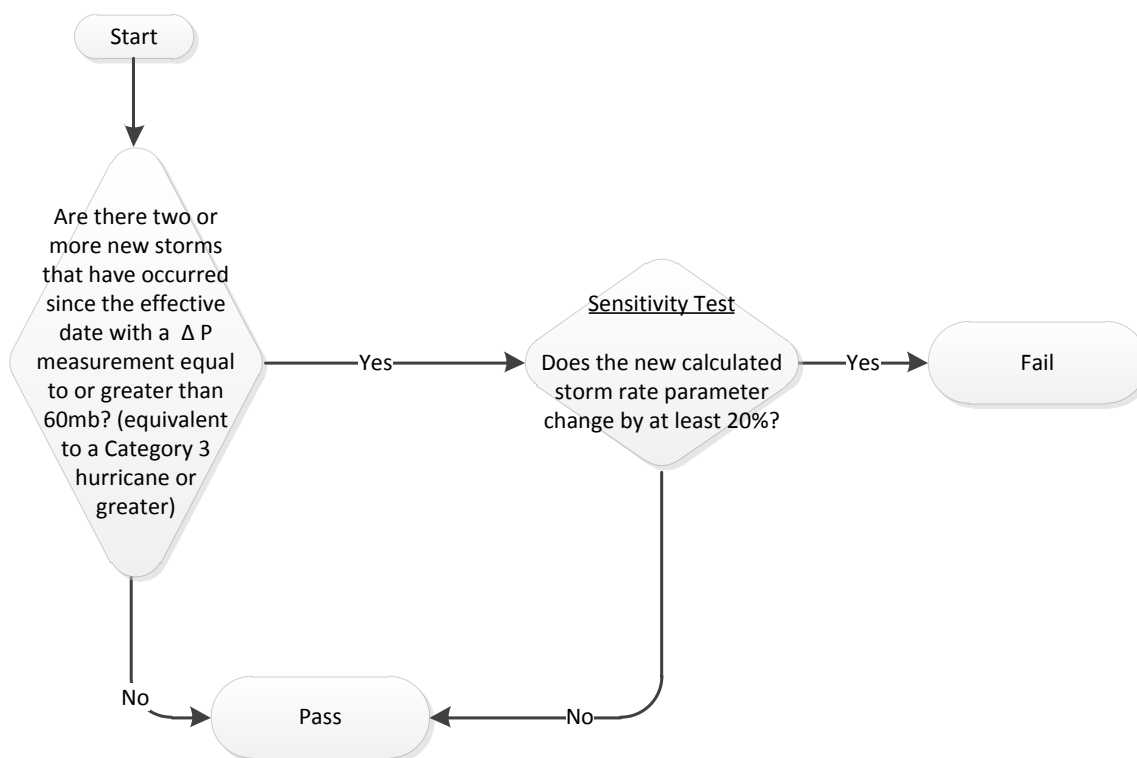 Start
Are there two or
more new storms
that have occurred
since the effective
date with a Δ P
measurement equal
to or greater than
60mb? (equivalent
to a Category 3
hurricane or
greater)
Yes
Sensitivity Test
Does the new calculated
storm rate parameter
change by at least 20%?
Yes
Fail
No
Pass
No